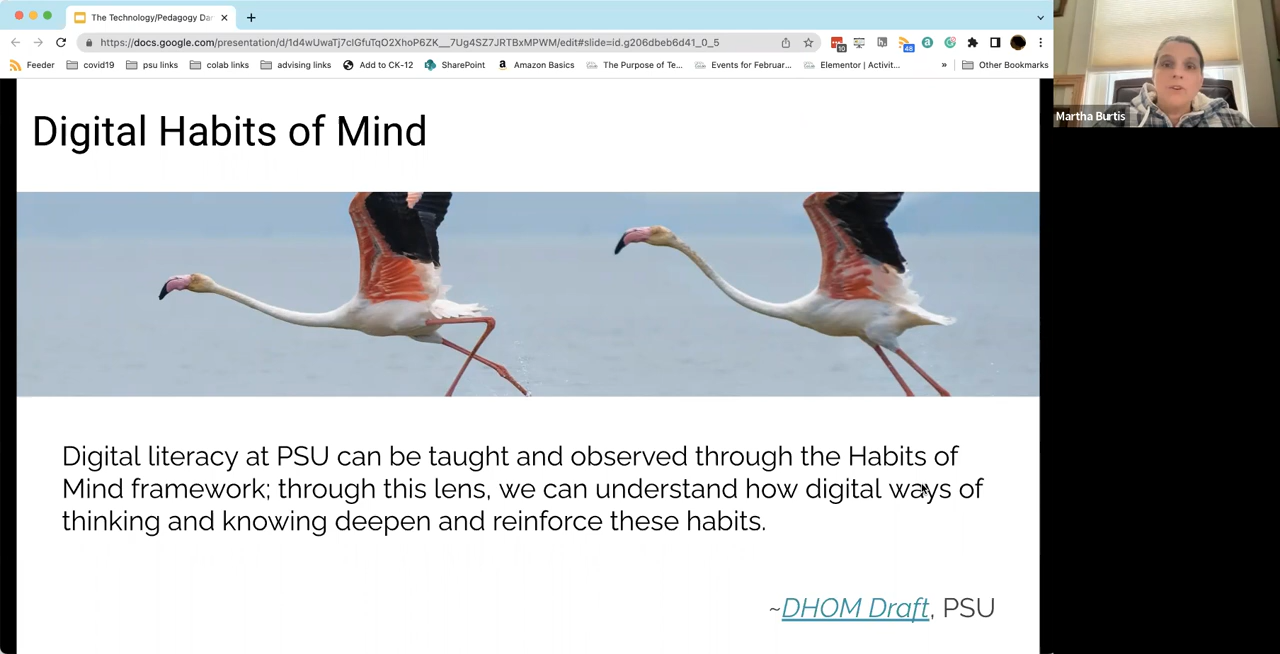 The Technology/Pedagogy Da
https://docs.google.com/presentation/d/1d4wUwaTj7cIGfuTqO2XhoP6ZK__7Ug4SZ7JRTBxMPWM/edit#slide=id.g206dbeb6d41_0_5
10
48
Feeder covid19 psu links colab links advising links Add to CK-12 SharePoint Amazon Basics The Purpose of Te... Events for Februar... Elementor | Activit... » Other Bookmarks
Martha Burtis
Digital Habits of Mind
Digital literacy at PSU can be taught and observed through the Habits of
Mind framework; through this lens, we can understand how digital ways of
thinking and knowing deepen and reinforce these habits.
~DHOM Draft, PSU